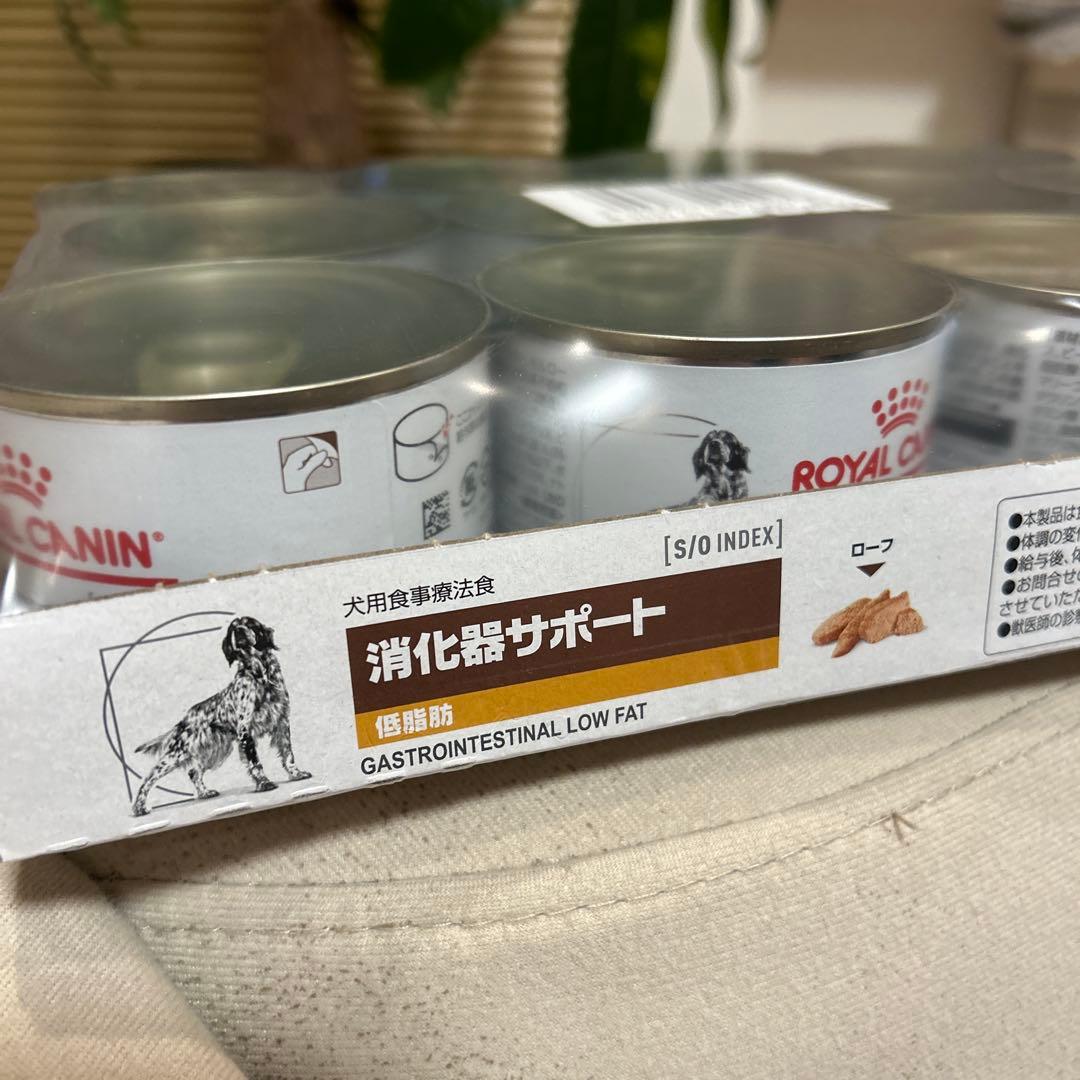 CANIN®
ROYAL
[S/O INDEX]
犬用食事療法食
消化器サポート
低脂肪
GASTROINTESTINAL LOW FAT
ローフ
●本製品は
●体調の変
●給与後、
●お問合せ
させていただ
●獣医師の診